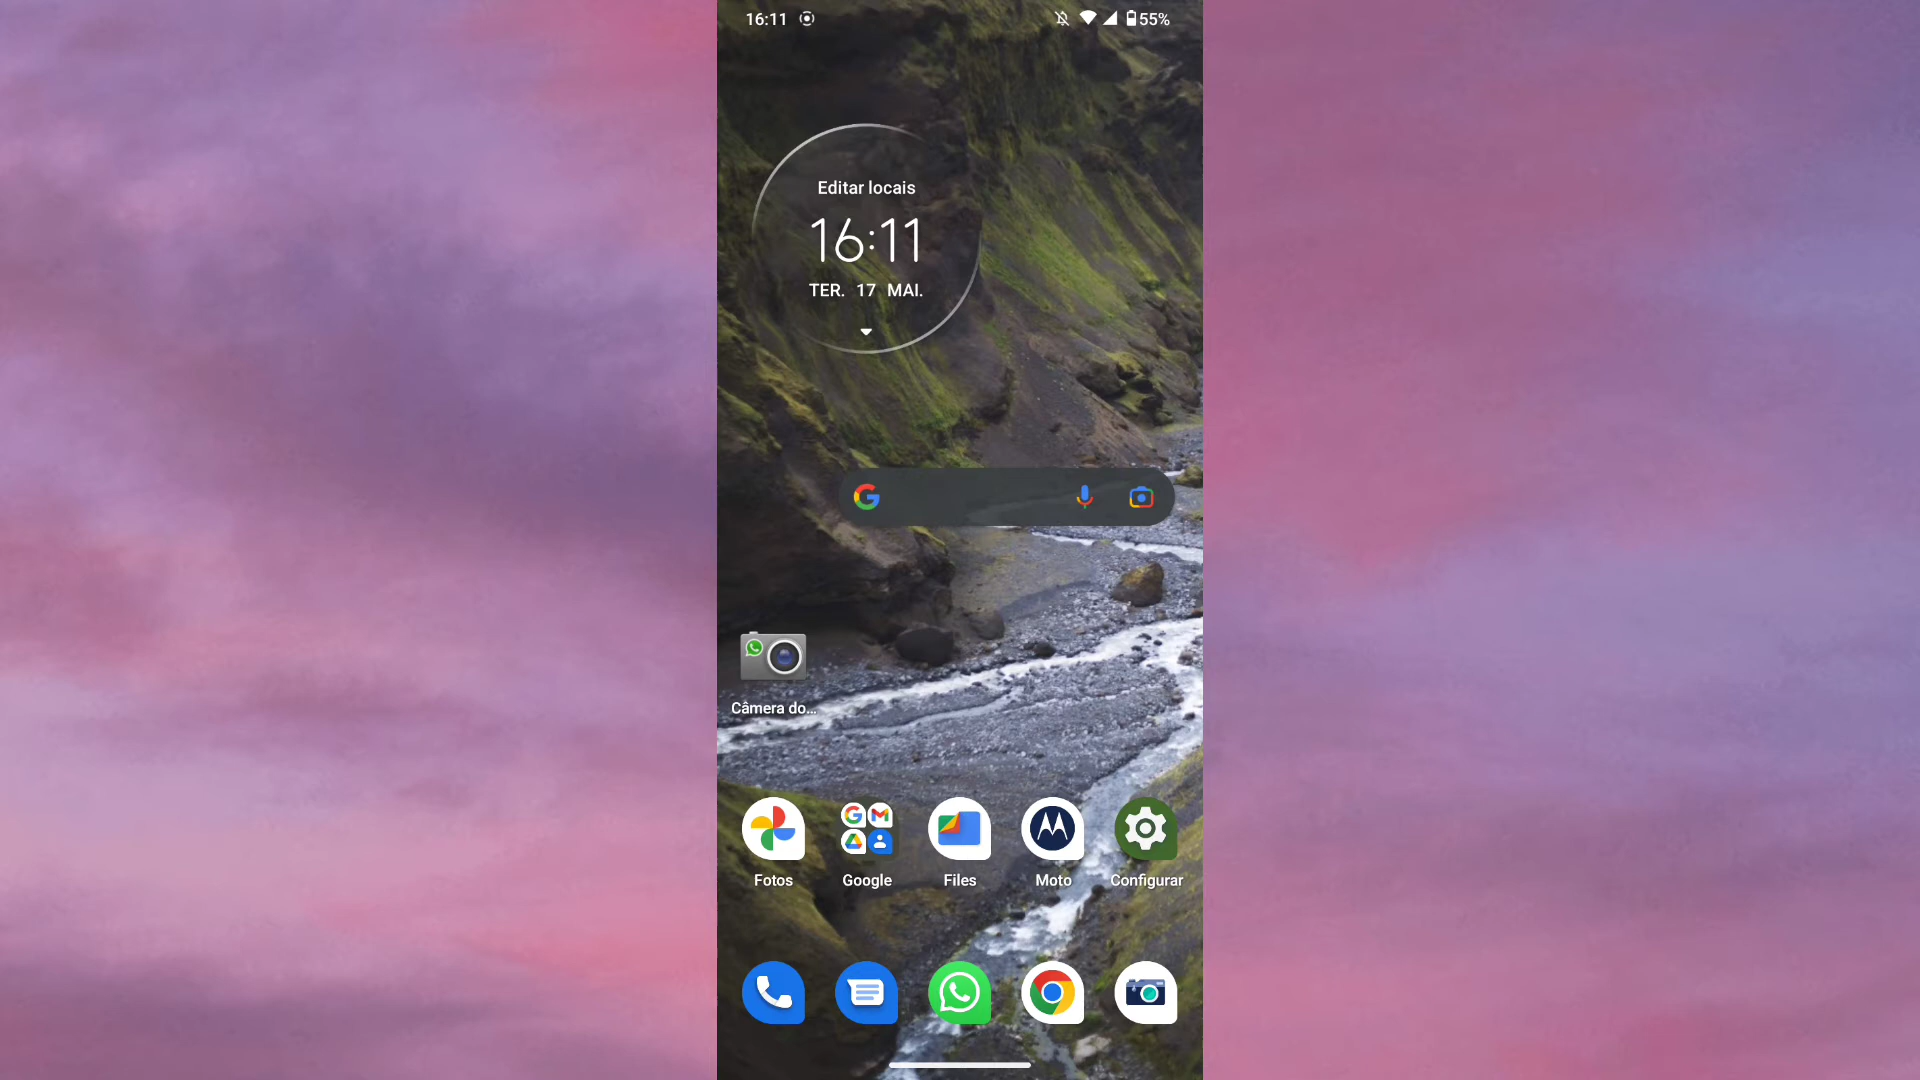 16:11
55%
Editar locais
16:11
TER. 17 MAI.
Câmera do...
Fotos
Google
Files
Moto
Configurar